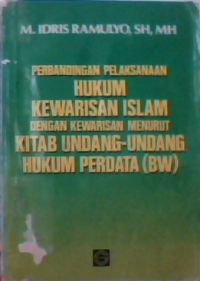 M. IDRIS RAMULYO, SH, MH
PERBANDINGAN PELAKSANAAN
HUKUM
KEWARISAN ISLAM
DENGAN KEWARISAN MENURUT
KITAB UNDANG-UNDANG
HUKUM PERDATA (BW)